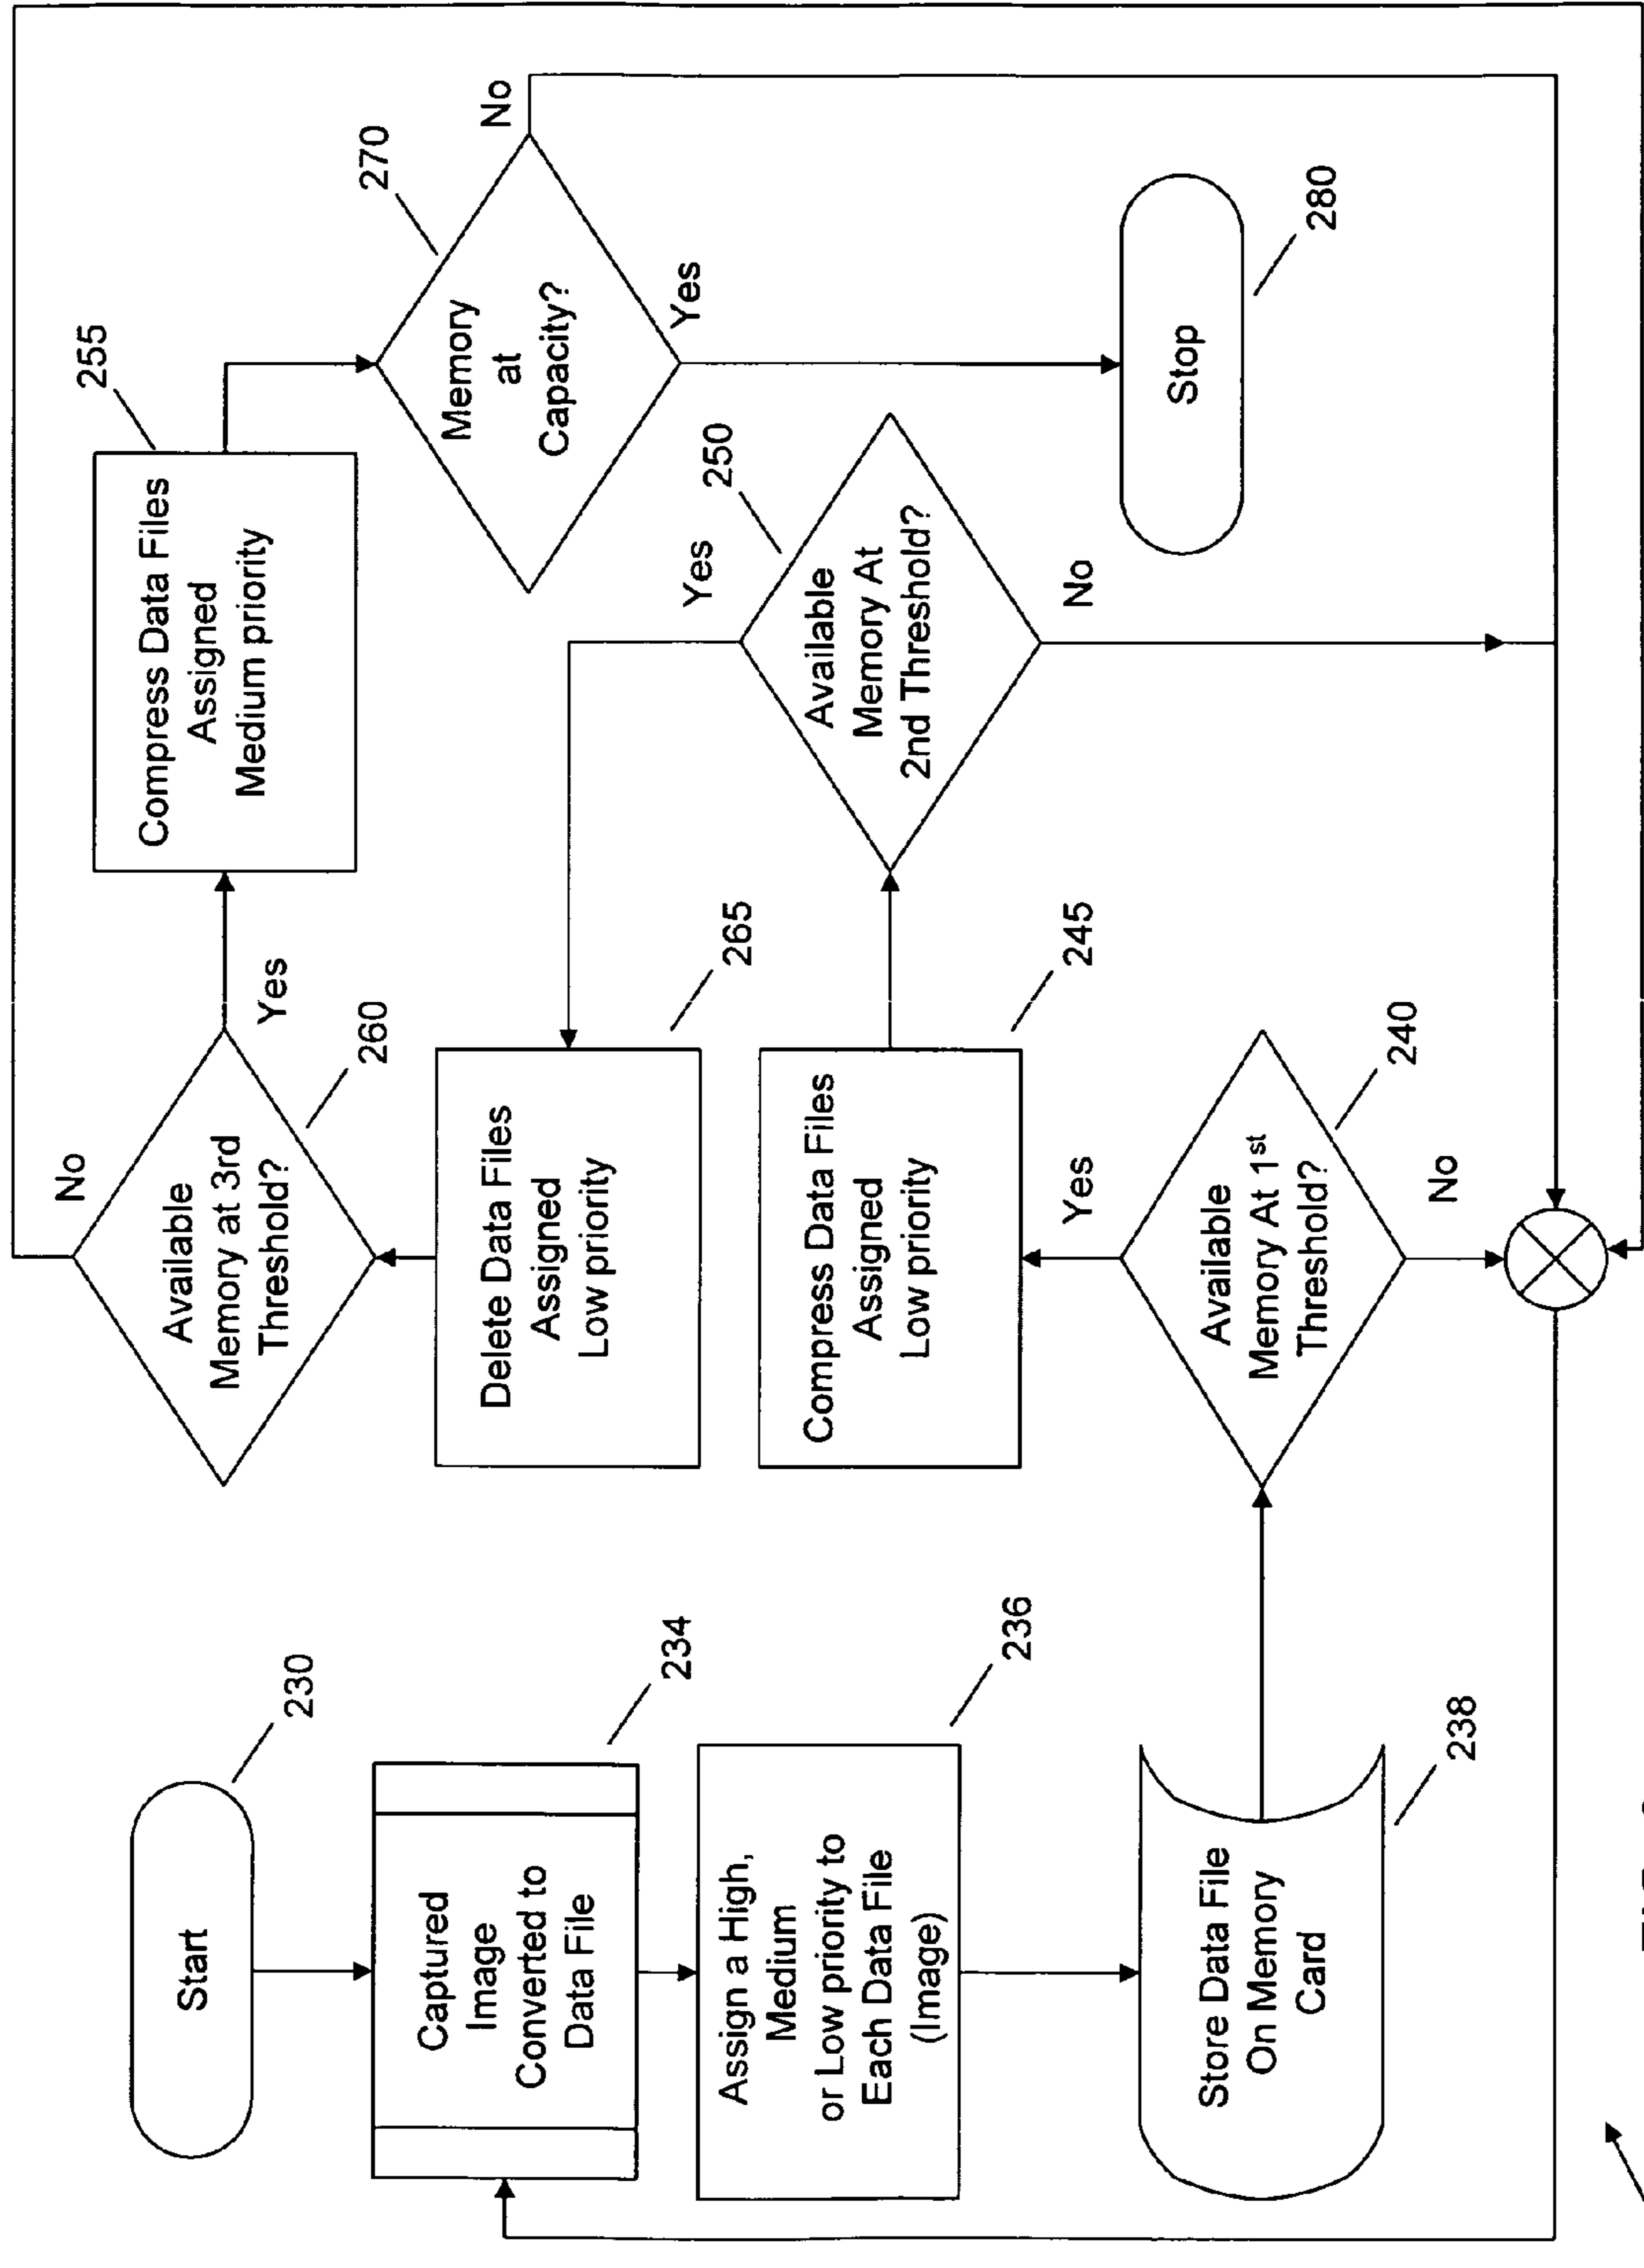 Start
230
Captured
Image
Converted to
Data File
234
Assign a High,
Medium
or Low priority to
Each Data File
(Image)
236
Store Data File
On Memory
Card
238
Available
Memory At 1st
Threshold?
240
Yes
No
Compress Data Files
Assigned
Low priority
245
Available
Memory At
2nd Threshold?
250
Yes
No
Delete Data Files
Assigned
Low priority
265
Available
Memory at 3rd
Threshold?
260
No
Yes
Compress Data Files
Assigned
Medium priority
255
Memory
at
Capacity?
270
No
Yes
Stop
280